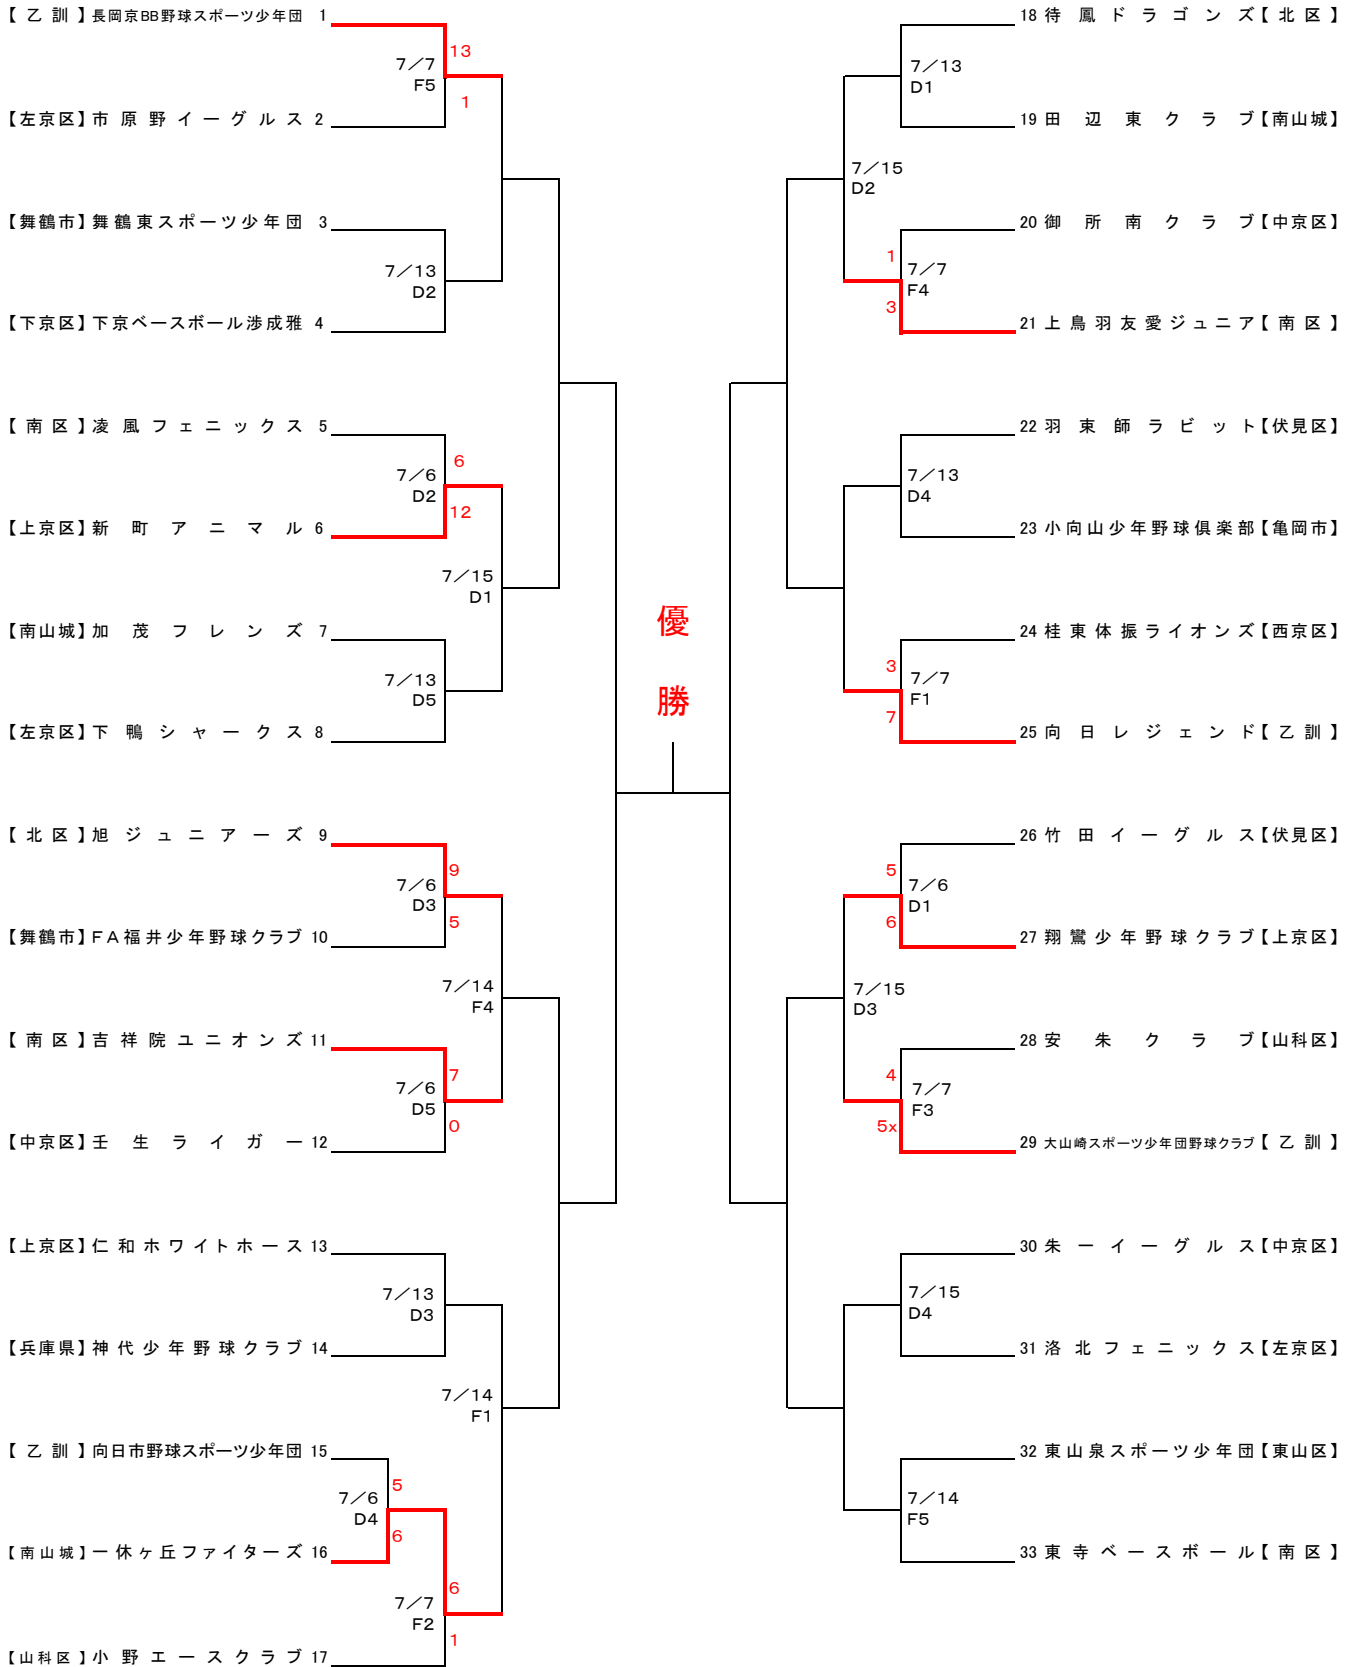 【 乙 訓 】長岡京BB野球スポーツ少年団 1
13
7／7
F5
1
【左京区】市原野イーグルス 2
【舞鶴市】舞鶴東スポーツ少年団 3
7／13
D2
【下京区】下京ベースボール渉成雅 4
【 南 区 】凌風フェニックス 5
7／6
D2
6
12
【上京区】新町アニマル 6
7／15
D1
【南山城】加茂フレンズ 7
7／13
D5
【左京区】下鴨シャークス 8
【 北 区 】旭ジュニアーズ 9
9
7／6
D3
5
【舞鶴市】FA福井少年野球クラブ 10
7／14
F4
【 南 区 】吉祥院ユニオンズ 11
7
7／6
D5
0
【中京区】壬生ライガー 12
【上京区】仁和ホワイトホース 13
7／13
D3
【兵庫県】神代少年野球クラブ 14
7／14
F1
【 乙 訓 】向日市野球スポーツ少年団 15
5
7／6
D4
6
【南山城】一休ヶ丘ファイターズ 16
6
7／7
F2
1
【山科区】小野エースクラブ 17
優
勝
18 待鳳ドラゴンズ【 北 区 】
7／13
D1
19 田辺東クラブ【南山城】
7／15
D2
20 御所南クラブ【中京区】
1
7／7
F4
3
21 上鳥羽友愛ジュニア【 南 区 】
22 羽束師ラビット【伏見区】
7／13
D4
23 小向山少年野球倶楽部【亀岡市】
24 桂東体振ライオンズ【西京区】
3
7／7
F1
7
25 向日レジェンド【 乙 訓 】
26 竹田イーグルス【伏見区】
5
7／6
D1
6
27 翔鸞少年野球クラブ【上京区】
7／15
D3
28 安朱クラブ【山科区】
4
7／7
F3
5x
29 大山崎スポーツ少年団野球クラブ【 乙 訓 】
30 朱一イーグルス【中京区】
7／15
D4
31 洛北フェニックス【左京区】
32 東山泉スポーツ少年団【東山区】
7／14
F5
33 東寺ベースボール【 南 区 】